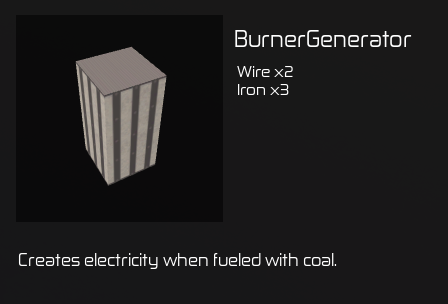 BurnerGenerator
Wire x2
Iron x3
Creates electricity when fueled with coal.